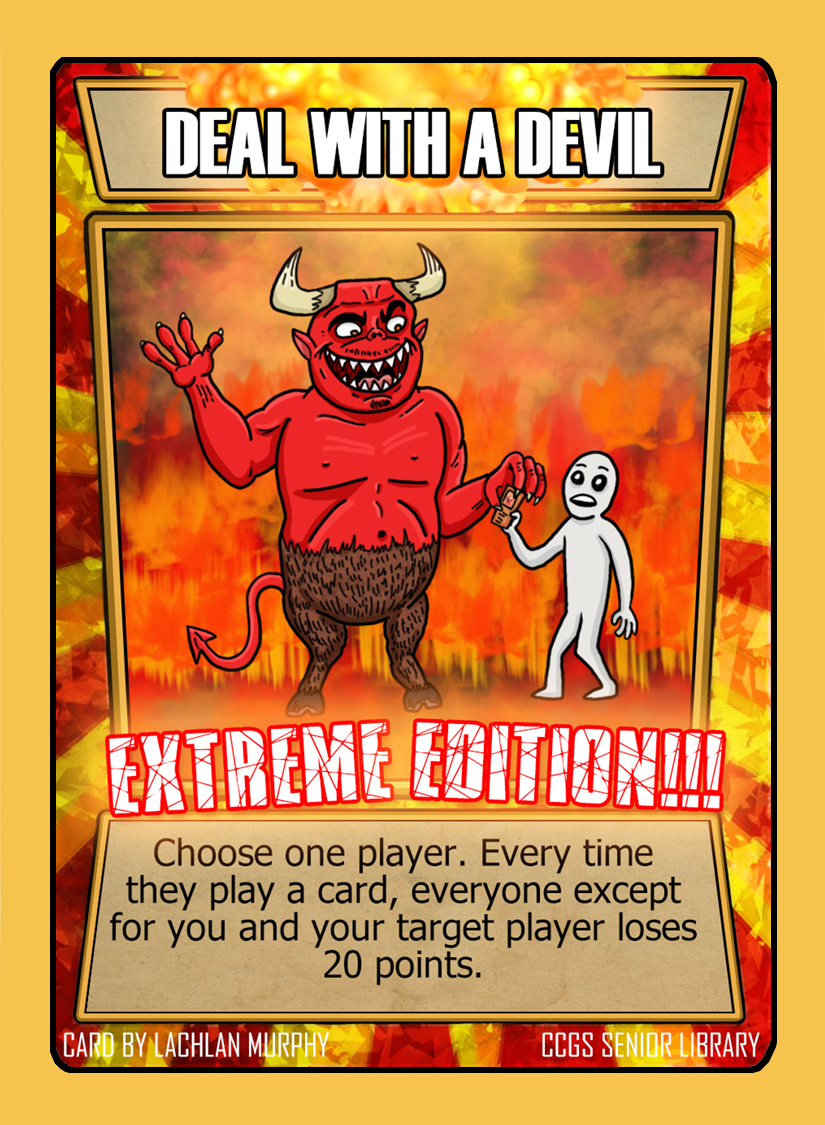 DEAL WITH A DEVIL
EXTREME EDITION!!!
Choose one player. Every time
they play a card, everyone except
for you and your target player loses
20 points.
CARD BY LACHLAN MURPHY
CCGS SENIOR LIBRARY